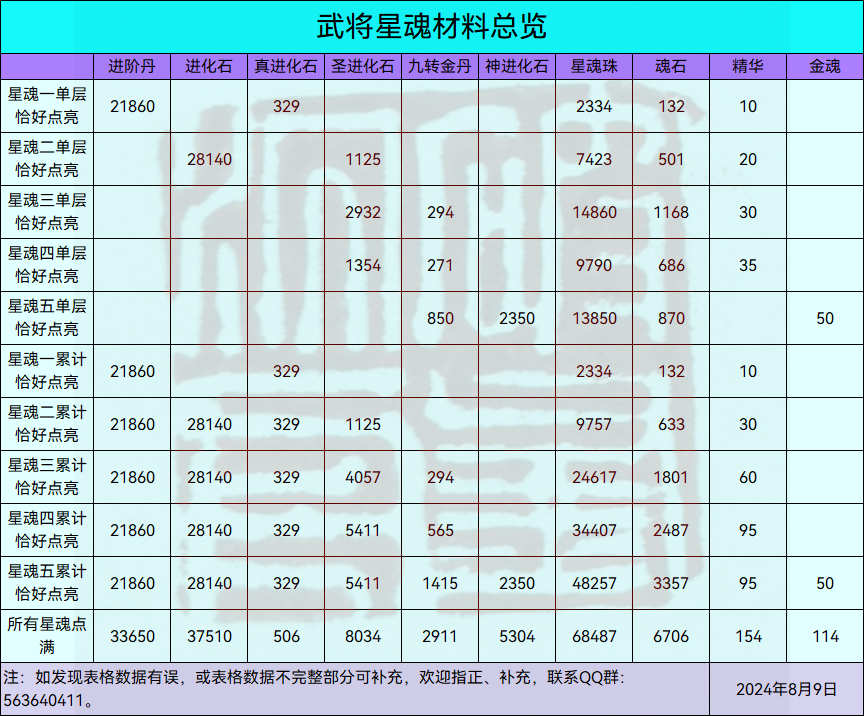 武将星魂材料总览
进阶丹 进化石 真进化石 圣进化石 九转金丹 神进化石 星魂珠 魂石 精华 金魂
星魂一单层
恰好点亮 21860 329 2334 132 10
星魂二单层
恰好点亮 28140 1125 7423 501 20
星魂三单层
恰好点亮 2932 294 14860 1168 30
星魂四单层
恰好点亮 1354 271 9790 686 35
星魂五单层
恰好点亮 850 2350 13850 870 50
星魂一累计
恰好点亮 21860 329 2334 132 10
星魂二累计
恰好点亮 21860 28140 329 1125 9757 633 30
星魂三累计
恰好点亮 21860 28140 329 4057 294 24617 1801 60
星魂四累计
恰好点亮 21860 28140 329 5411 565 34407 2487 95
星魂五累计
恰好点亮 21860 28140 329 5411 1415 2350 48257 3357 95 50
所有星魂点
满 33650 37510 506 8034 2911 5304 68487 6706 154 114
注：如发现表格数据有误，或表格数据不完整部分可补充，欢迎指正、补充，联系QQ群：
563640411。
2024年8月9日